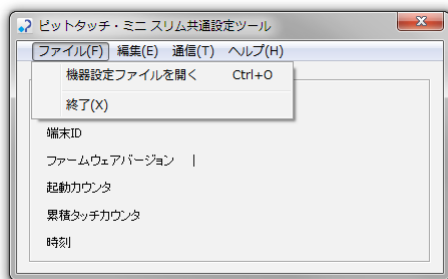 ピットタッチ・ミニ スリム共通設定ツール
ファイル(F) 編集(E) 通信(T) ヘルプ(H)
機器設定ファイルを開く Ctrl+O
終了(X)
端末ID
ファームウェアバージョン |
起動カウンタ
累積タッチカウンタ
時刻